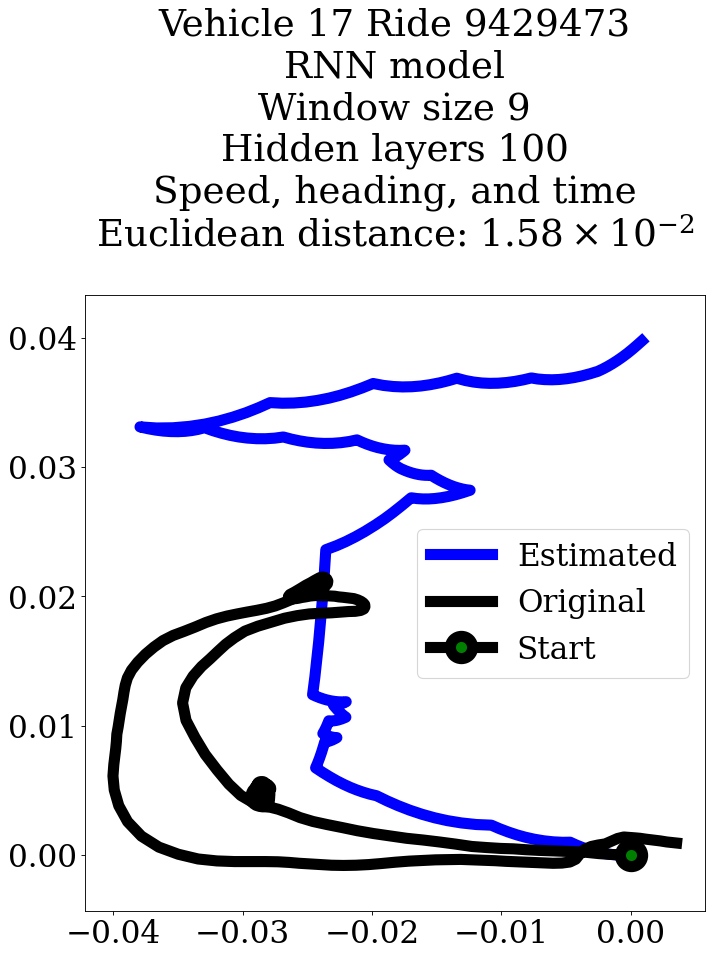 Vehicle 17 Ride 9429473
RNN model
Window size 9
Hidden layers 100
Speed, heading, and time
Euclidean distance: 1.58 × 10⁻²
0.04
0.03
0.02
0.01
0.00
Estimated
Original
Start
−0.04 −0.03 −0.02 −0.01 0.00